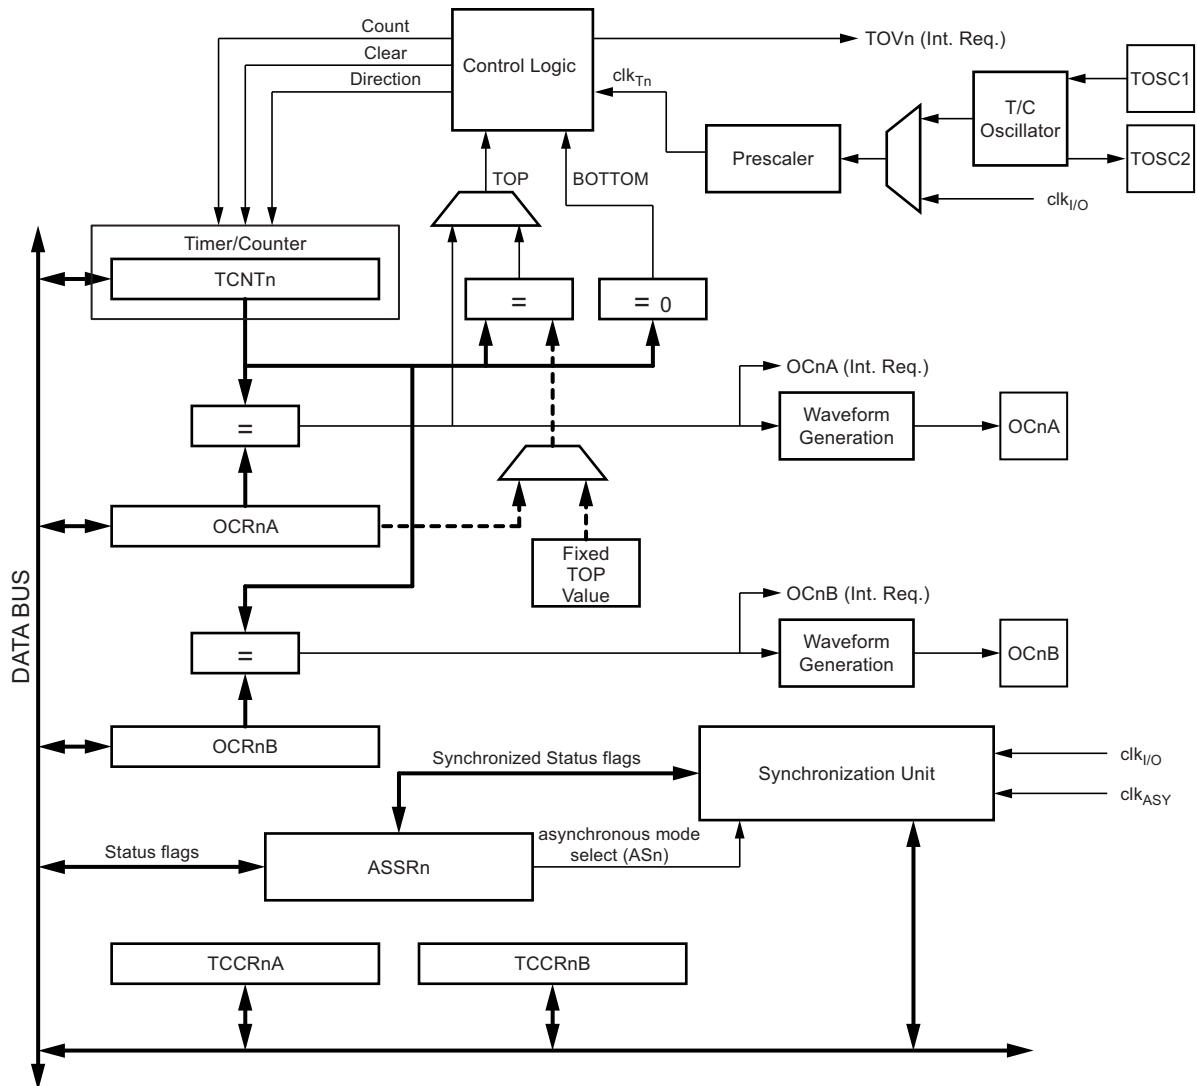 Count
Clear
Direction
Control Logic
TOVn (Int. Req.)
clkTn
TOSC1
T/C
Oscillator
Prescaler
TOSC2
TOP
BOTTOM
clkI/O
Timer/Counter
TCNTn
=
= 0
OCnA (Int. Req.)
=
Waveform
Generation
OCnA
OCRnA
Fixed
TOP
Value
DATA BUS
OCnB (Int. Req.)
=
Waveform
Generation
OCnB
OCRnB
Synchronized Status flags
Synchronization Unit
clkI/O
clkASY
Status flags
ASSRn
asynchronous mode
select (ASn)
TCCRnA
TCCRnB